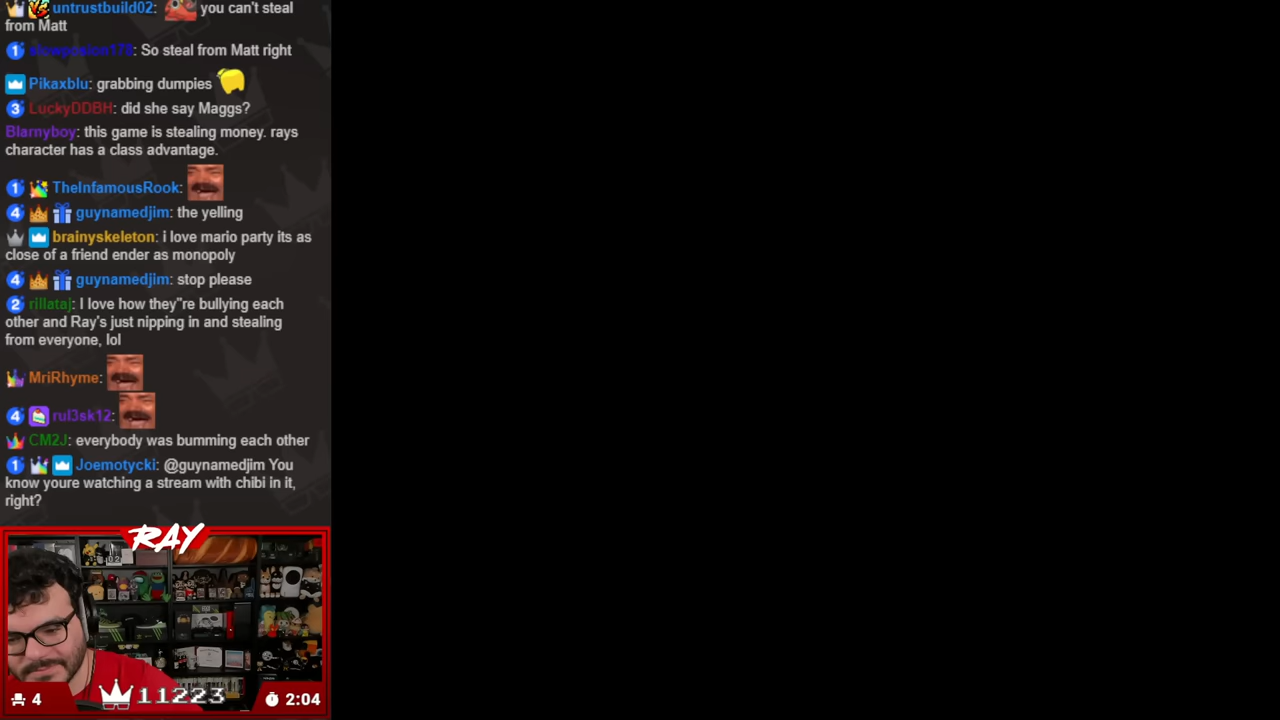 untrustbuild02: you can't steal
from Matt
1 slowposion178: So steal from Matt right
Pikaxblu: grabbing dumpies
3 LuckyDDBH: did she say Maggs?
Blarnyboy: this game is stealing money. rays
character has a class advantage.
1 TheInfamousRook:
4 guynamedjim: the yelling
brainyskeleton: i love mario party its as
close of a friend ender as monopoly
4 guynamedjim: stop please
2 rillataj: I love how they"re bullying each
other and Ray's just nipping in and stealing
from everyone, lol
MriRhyme:
4 rul3sk12:
CM2J: everybody was bumming each other
1 Joemotycki: @guynamedjim You
know youre watching a stream with chibi in it,
right?
RAY
4 11223 2:04